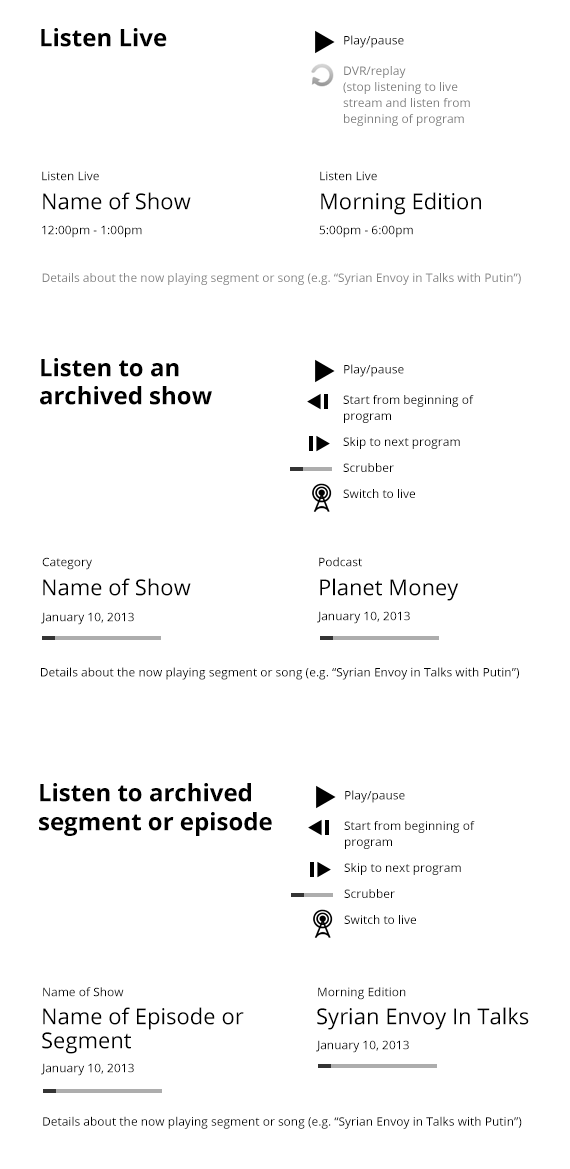 Listen Live
Play/pause
DVR/replay
(stop listening to live
stream and listen from
beginning of program
Listen Live
Name of Show
12:00pm - 1:00pm
Listen Live
Morning Edition
5:00pm - 6:00pm
Details about the now playing segment or song (e.g. “Syrian Envoy in Talks with Putin”)
Listen to an
archived show
Play/pause
Start from beginning of
program
Skip to next program
Scrubber
Switch to live
Category
Name of Show
January 10, 2013
Podcast
Planet Money
January 10, 2013
Details about the now playing segment or song (e.g. “Syrian Envoy in Talks with Putin”)
Listen to archived
segment or episode
Play/pause
Start from beginning of
program
Skip to next program
Scrubber
Switch to live
Name of Show
Name of Episode or
Segment
January 10, 2013
Morning Edition
Syrian Envoy In Talks
January 10, 2013
Details about the now playing segment or song (e.g. “Syrian Envoy in Talks with Putin”)